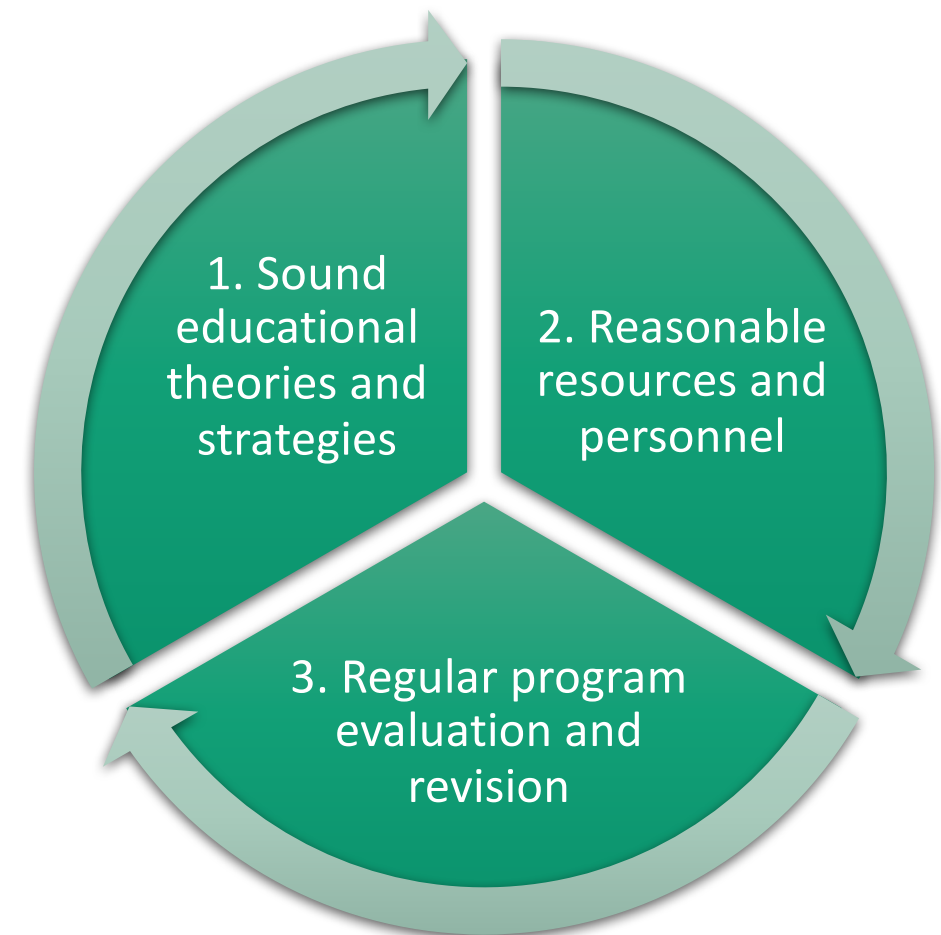 1. Sound
educational
theories and
strategies
2. Reasonable
resources and
personnel
3. Regular program
evaluation and
revision